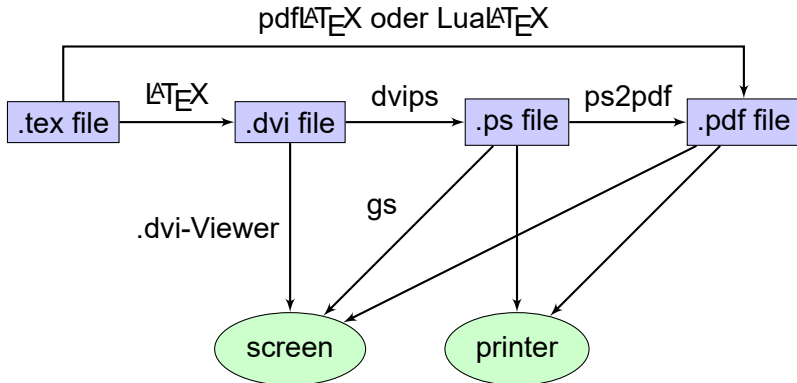 pdfLATEX oder LuaLATEX
LATEX
dvips
ps2pdf
.tex file
.dvi file
.ps file
.pdf file
.dvi-Viewer
gs
screen
printer